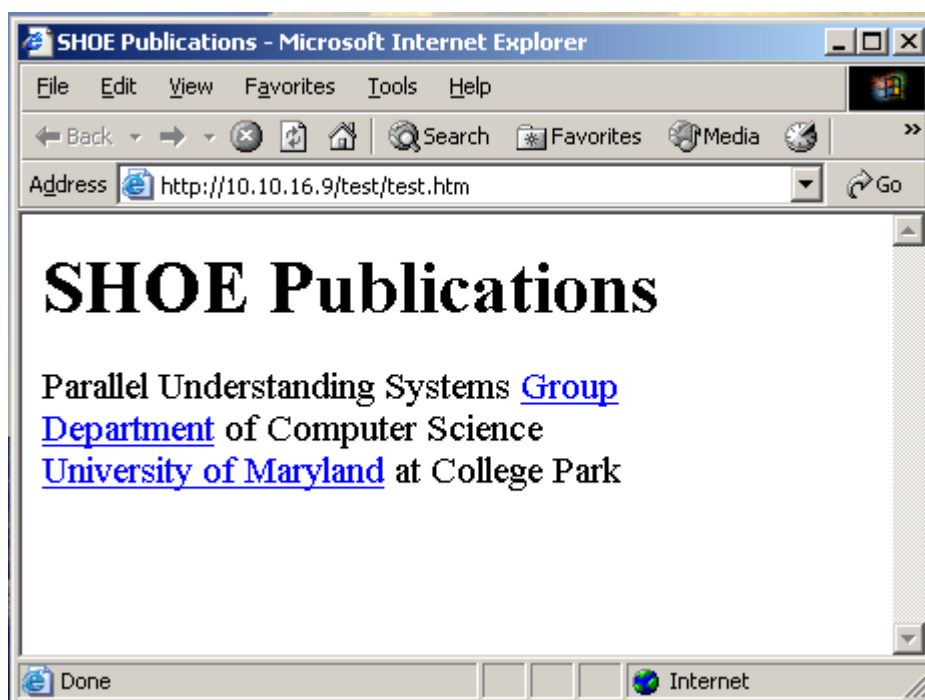 SHOE Publications - Microsoft Internet Explorer
File Edit View Favorites Tools Help
Back Search Favorites Media »
Address http://10.10.16.9/test/test.htm Go
SHOE Publications
Parallel Understanding Systems Group
Department of Computer Science
University of Maryland at College Park
Done Internet